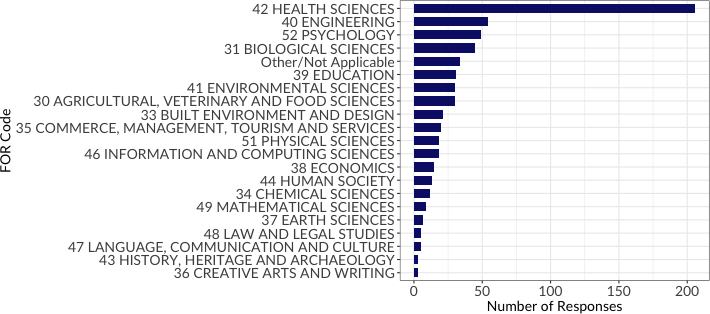 42 HEALTH SCIENCES
40 ENGINEERING
52 PSYCHOLOGY
31 BIOLOGICAL SCIENCES
Other/Not Applicable
39 EDUCATION
41 ENVIRONMENTAL SCIENCES
30 AGRICULTURAL, VETERINARY AND FOOD SCIENCES
33 BUILT ENVIRONMENT AND DESIGN
35 COMMERCE, MANAGEMENT, TOURISM AND SERVICES
51 PHYSICAL SCIENCES
46 INFORMATION AND COMPUTING SCIENCES
38 ECONOMICS
44 HUMAN SOCIETY
34 CHEMICAL SCIENCES
49 MATHEMATICAL SCIENCES
37 EARTH SCIENCES
48 LAW AND LEGAL STUDIES
47 LANGUAGE, COMMUNICATION AND CULTURE
43 HISTORY, HERITAGE AND ARCHAEOLOGY
36 CREATIVE ARTS AND WRITING
FOR Code
0 50 100 150 200
Number of Responses